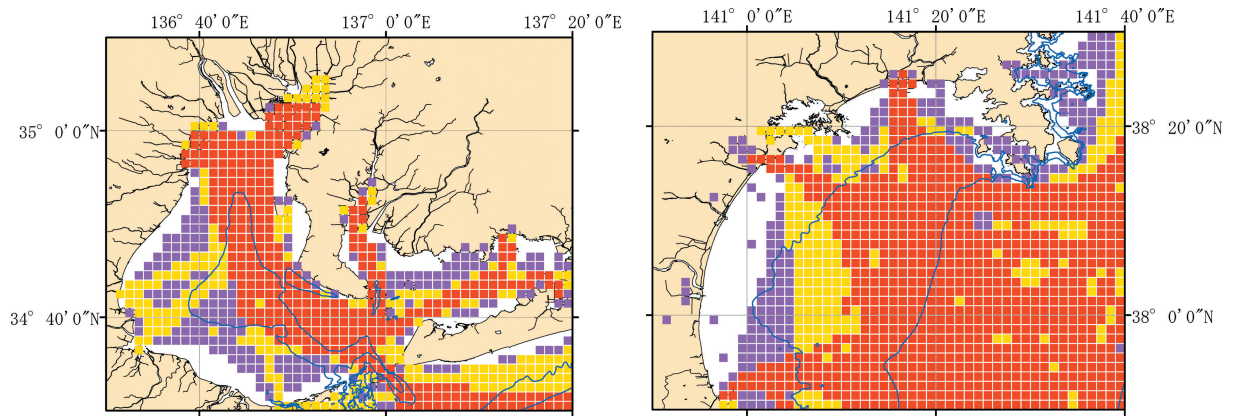 136° 40′0″E 137° 0′0″E 137° 20′0″E
35° 0′0″N
34° 40′0″N
141° 0′0″E 141° 20′0″E 141° 40′0″E
38° 20′0″N
38° 0′0″N